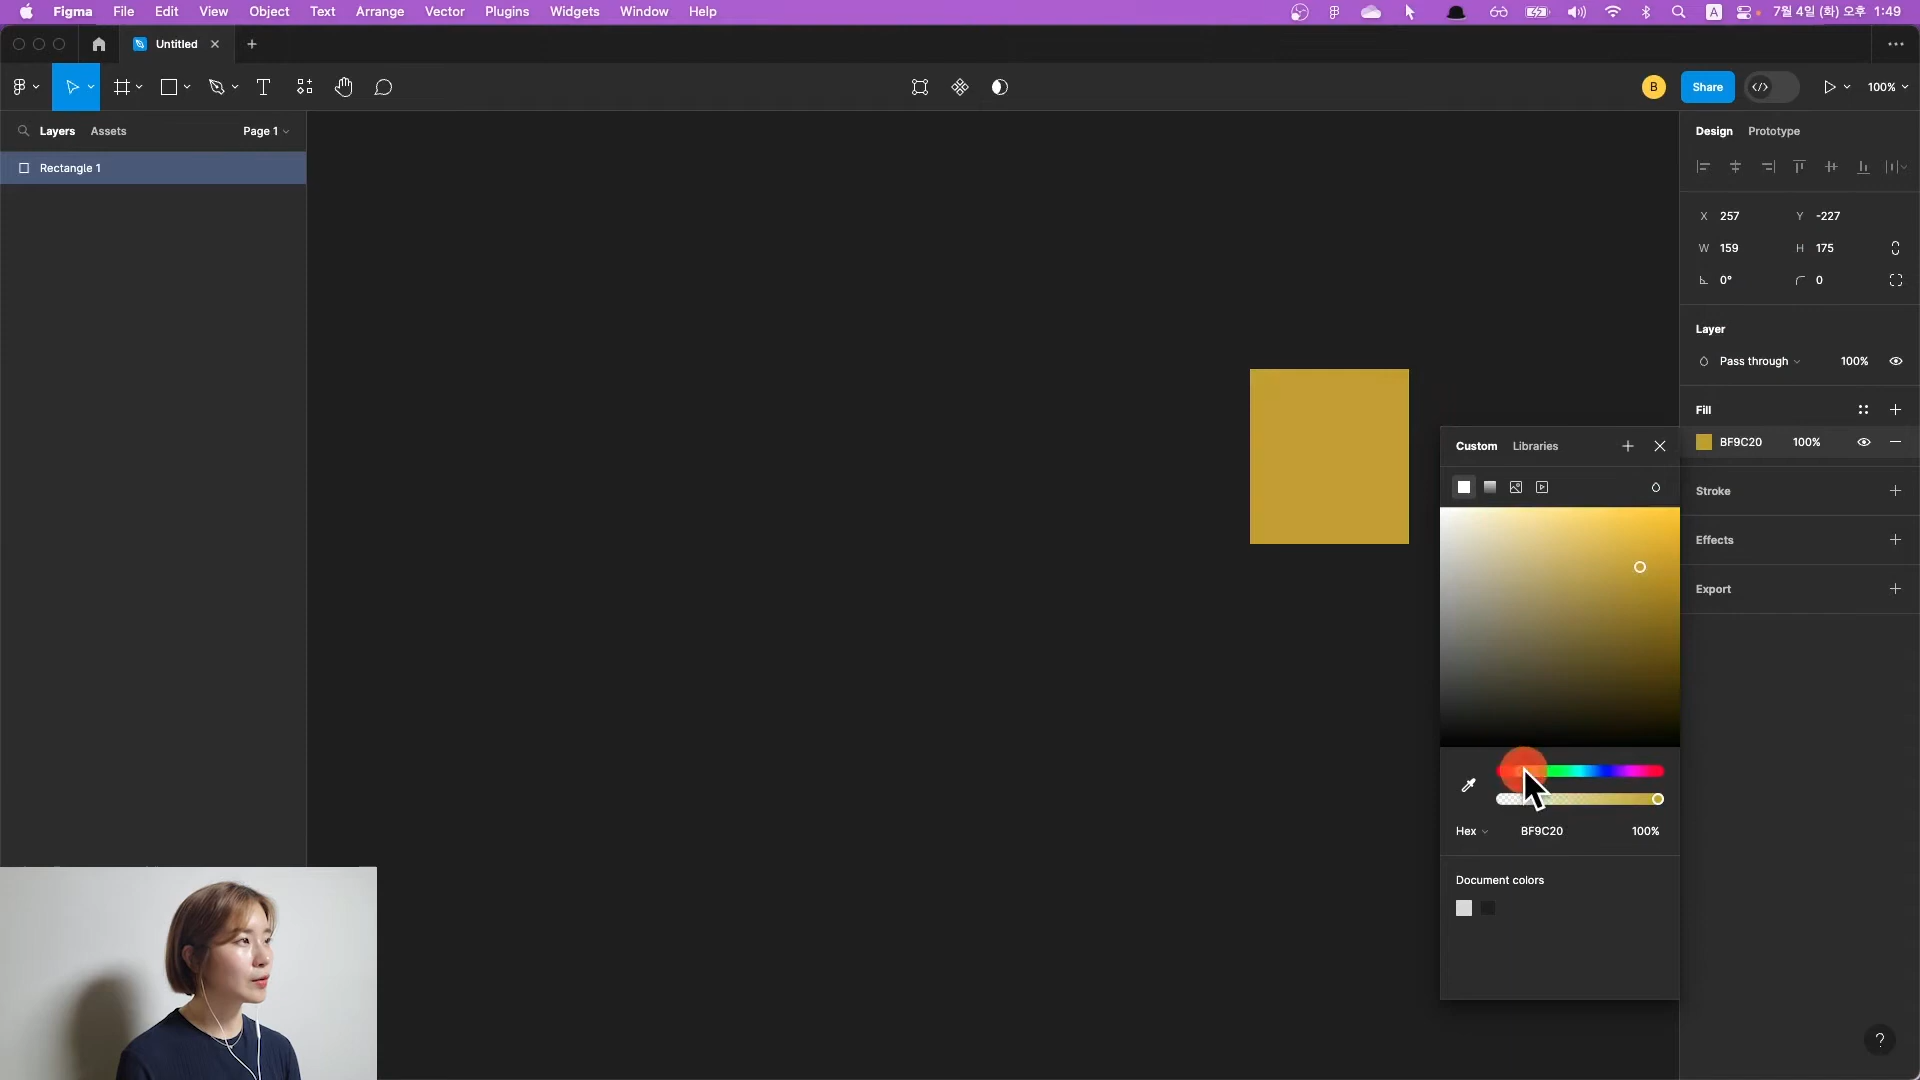 Figma File Edit View Object Text Arrange Vector Plugins Widgets Window Help A 7월 4일 (화) 오후 1:49
Untitled
B Share 100%
Layers Assets Page 1
Rectangle 1
Design Prototype
X 257 Y -227
W 159 H 175
0° 0
Layer
Pass through 100%
Fill
BF9C20 100%
Stroke
Effects
Export
Custom Libraries
Hex BF9C20 100%
Document colors
?